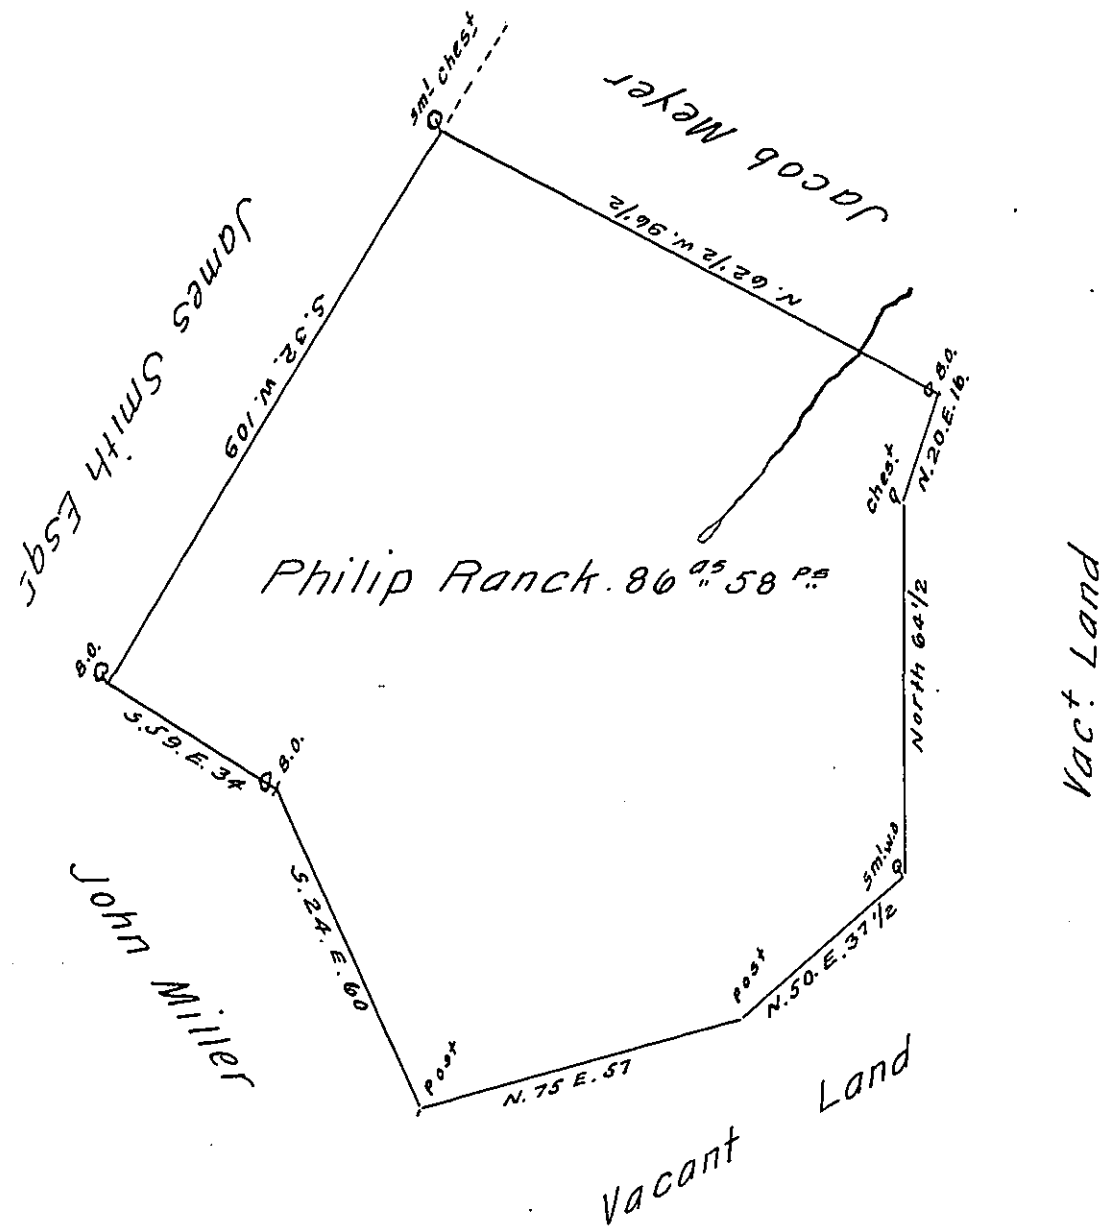 sml Chest
Jacob Meyer
N. 62 1/2 W. 96 1/2
James Smith Esqr
S. 32. W. 109
B.O.
N. 20. E. 16.
Chest.
Philip Ranck. 86 as 58 ps
North 64 1/2
Vact. Land
B.O.
S. 59. E. 34
B.O.
sml. w.o
John Miller
S. 24. E. 60
Post
N. 50. E. 37 1/2
Post
N. 75 E. 57
Vacant Land